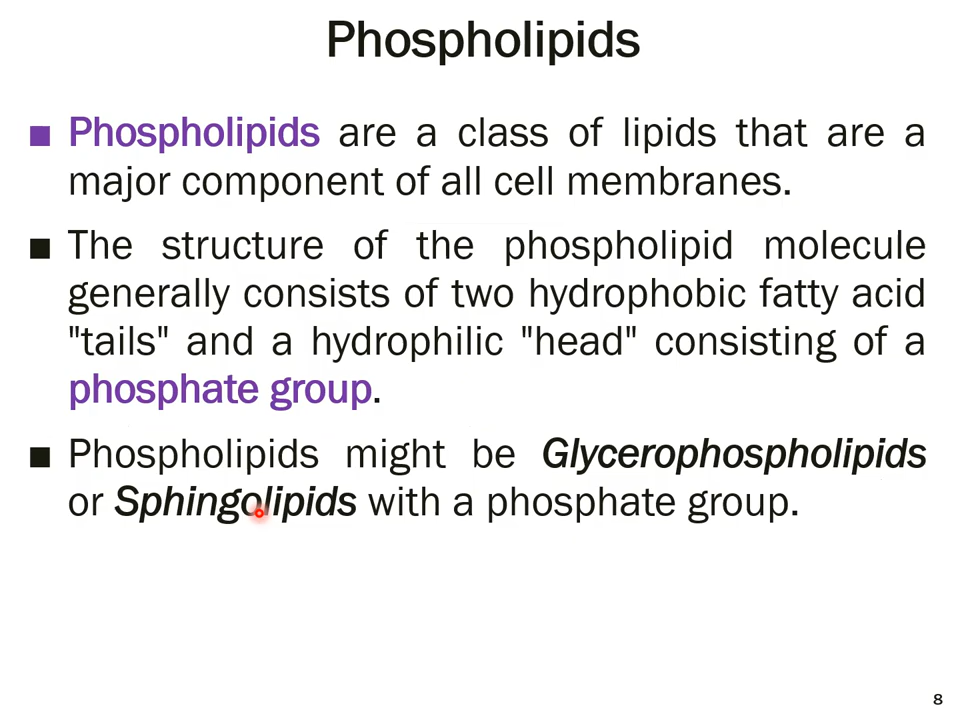 Phospholipids
■ Phospholipids are a class of lipids that are a
major component of all cell membranes.
■ The structure of the phospholipid molecule
generally consists of two hydrophobic fatty acid
"tails" and a hydrophilic "head" consisting of a
phosphate group.
■ Phospholipids might be Glycerophospholipids
or Sphingolipids with a phosphate group.
8